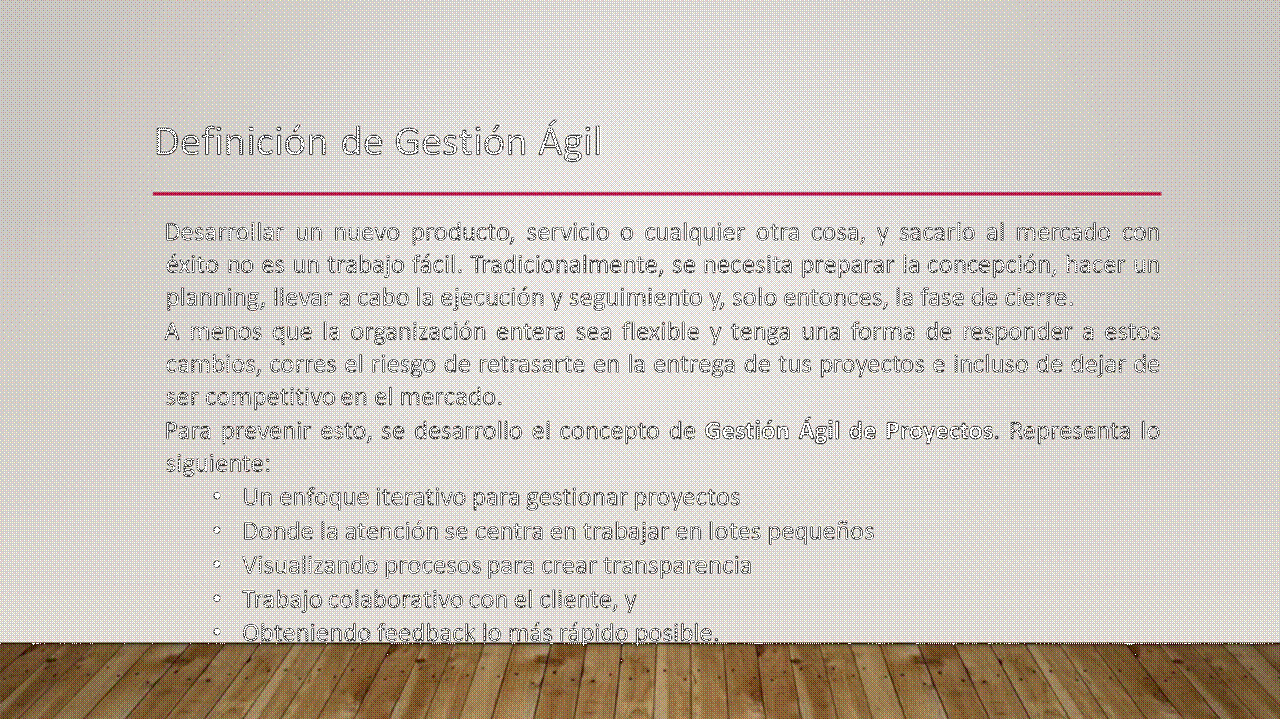 Definición de Gestión Ágil
Desarrollar un nuevo producto, servicio o cualquier otra cosa, y sacarlo al mercado con
éxito no es un trabajo fácil. Tradicionalmente, se necesita preparar la concepción, hacer un
planning, llevar a cabo la ejecución y seguimiento y, solo entonces, la fase de cierre.
A menos que la organización entera sea flexible y tenga una forma de responder a estos
cambios, corres el riesgo de retrasarte en la entrega de tus proyectos e incluso de dejar de
ser competitivo en el mercado.
Para prevenir esto, se desarrollo el concepto de Gestión Ágil de Proyectos. Representa lo
siguiente:
• Un enfoque iterativo para gestionar proyectos
• Donde la atención se centra en trabajar en lotes pequeños
• Visualizando procesos para crear transparencia
• Trabajo colaborativo con el cliente, y
• Obteniendo feedback lo más rápido posible.